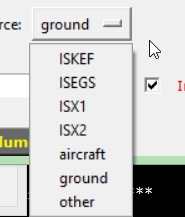 rce: ground
ISKEF
ISEGS
ISX1
ISX2
aircraft
ground
other
**